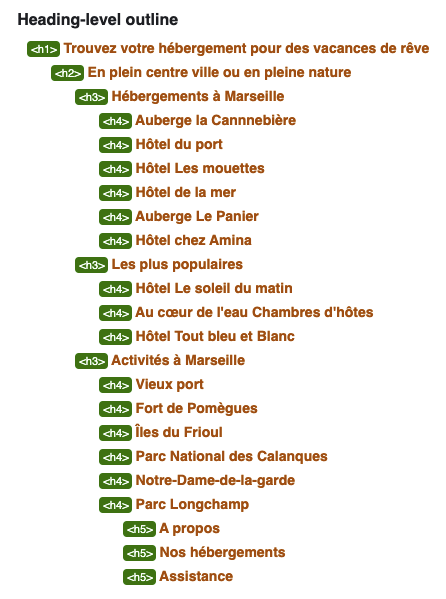 Heading-level outline
<h1> Trouvez votre hébergement pour des vacances de rêve
<h2> En plein centre ville ou en pleine nature
<h3> Hébergements à Marseille
<h4> Auberge la Cannnebière
<h4> Hôtel du port
<h4> Hôtel Les mouettes
<h4> Hôtel de la mer
<h4> Auberge Le Panier
<h4> Hôtel chez Amina
<h3> Les plus populaires
<h4> Hôtel Le soleil du matin
<h4> Au cœur de l'eau Chambres d'hôtes
<h4> Hôtel Tout bleu et Blanc
<h3> Activités à Marseille
<h4> Vieux port
<h4> Fort de Pomègues
<h4> Îles du Frioul
<h4> Parc National des Calanques
<h4> Notre-Dame-de-la-garde
<h4> Parc Longchamp
<h5> A propos
<h5> Nos hébergements
<h5> Assistance